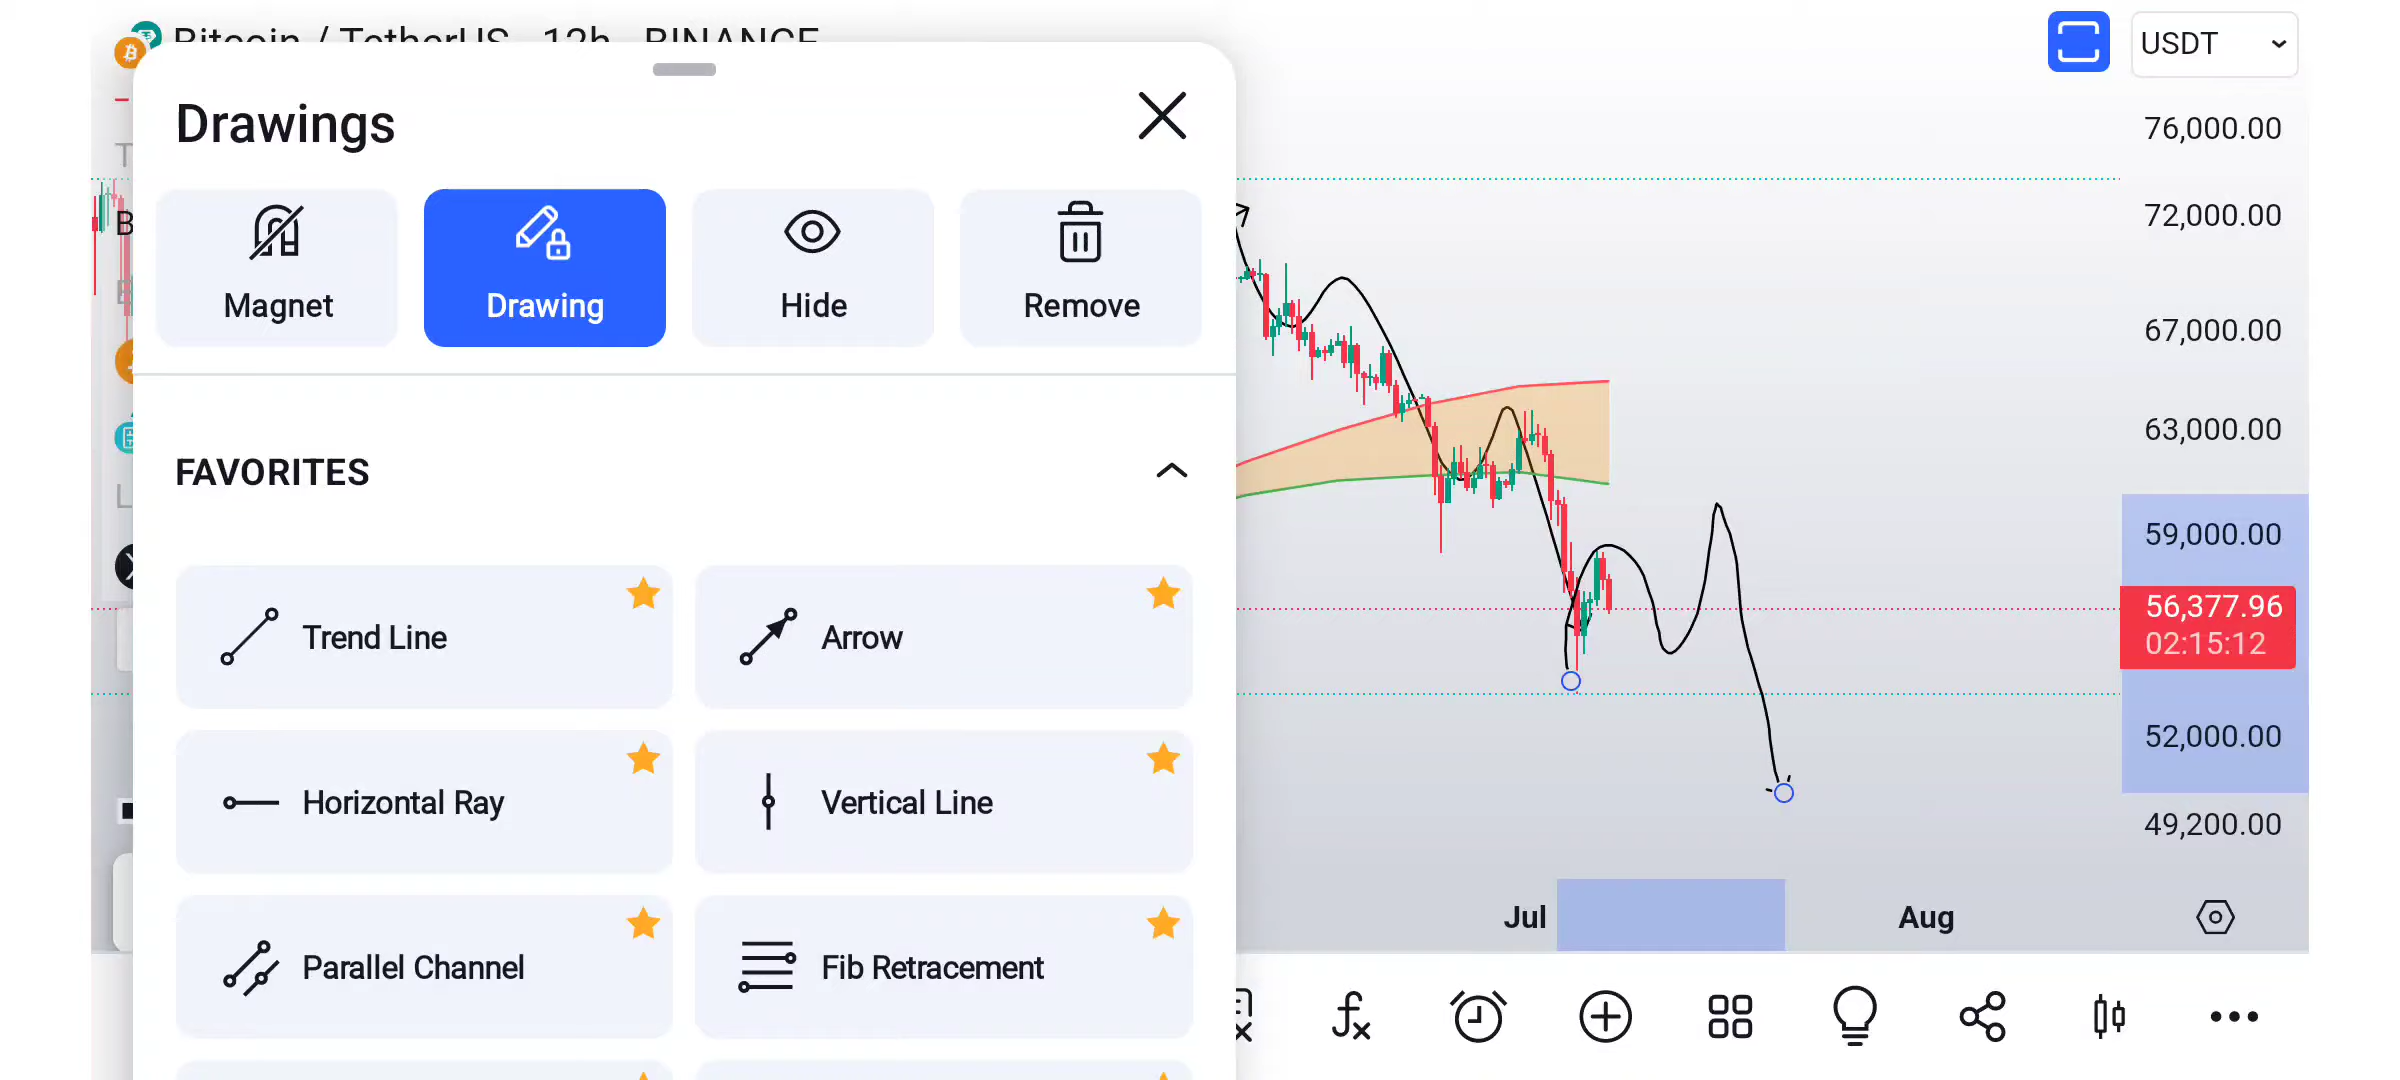 Bitcoin / TetherUS 12h BINANCE
USDT
Drawings
Magnet
Drawing
Hide
Remove
FAVORITES
Trend Line
Arrow
Horizontal Ray
Vertical Line
Parallel Channel
Fib Retracement
76,000.00
72,000.00
67,000.00
63,000.00
59,000.00
56,377.96
02:15:12
52,000.00
49,200.00
Jul
Aug